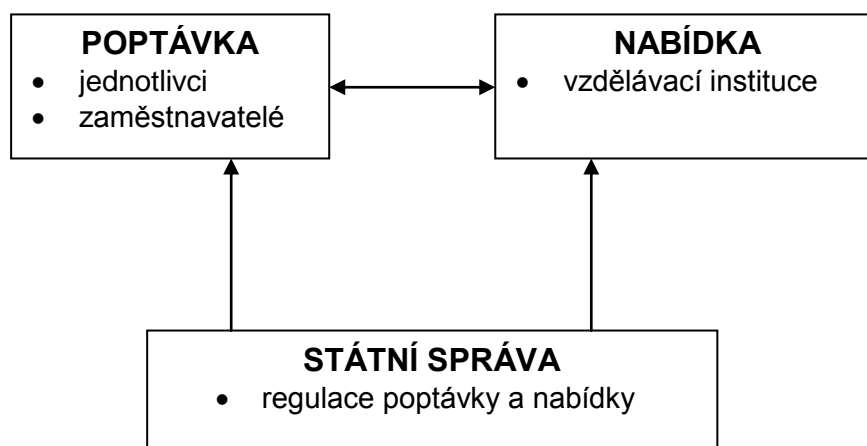 POPTÁVKA
• jednotlivci
• zaměstnavatelé
NABÍDKA
• vzdělávací instituce
STÁTNÍ SPRÁVA
• regulace poptávky a nabídky